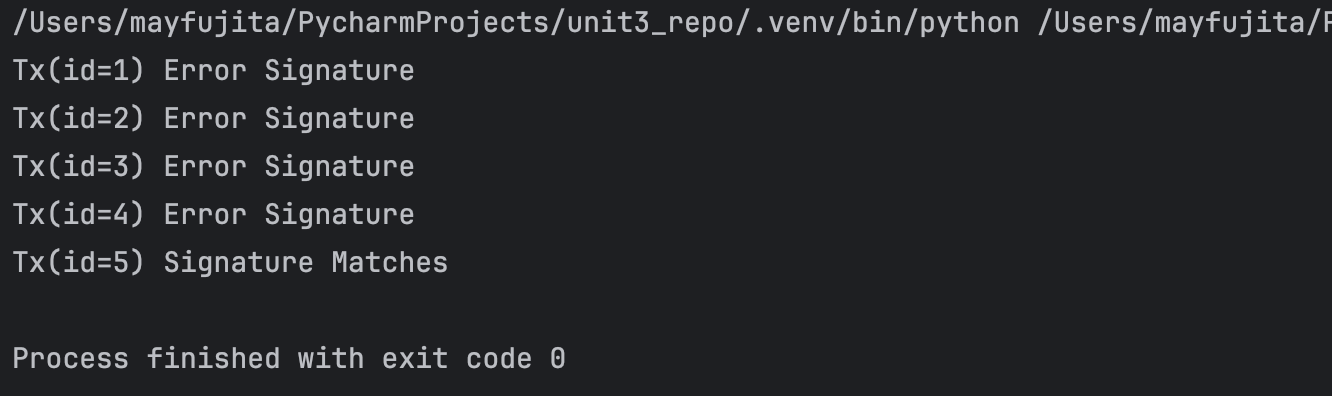 /Users/mayfujita/PycharmProjects/unit3_repo/.venv/bin/python /Users/mayfujita/P
Tx(id=1) Error Signature
Tx(id=2) Error Signature
Tx(id=3) Error Signature
Tx(id=4) Error Signature
Tx(id=5) Signature Matches
Process finished with exit code 0